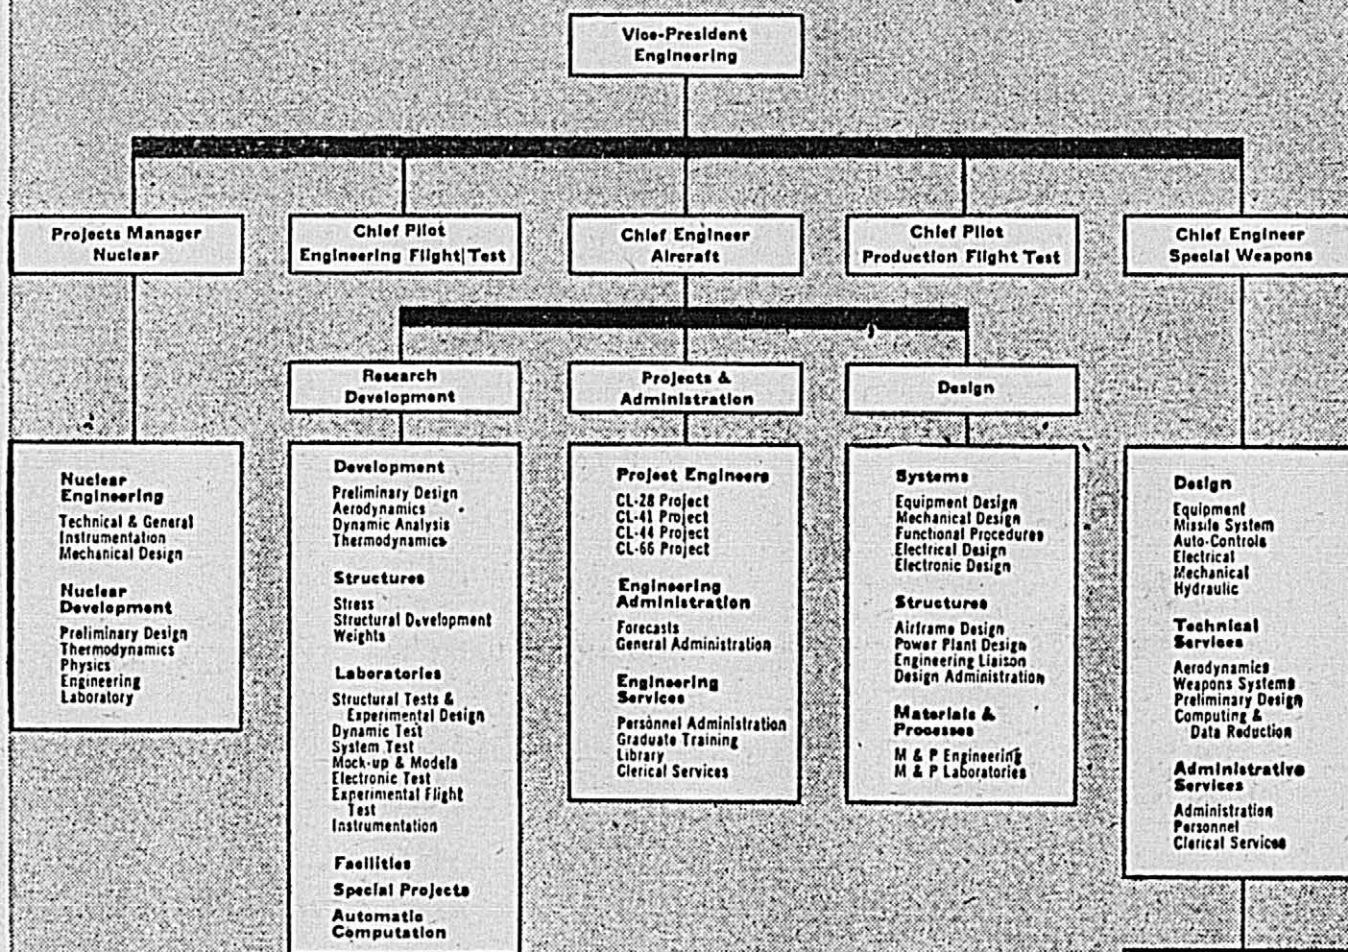 Vice-President
Engineering
Projects Manager
Nuclear
Chief Pilot
Engineering Flight Test
Chief Engineer
Aircraft
Chief Pilot
Production Flight Test
Chief Engineer
Special Weapons
Research
Development
Projects &
Administration
Design
Nuclear
Engineering
Technical & General
Instrumentation
Mechanical Design
Nuclear
Development
Preliminary Design
Thermodynamics
Physics
Engineering
Laboratory
Development
Preliminary Design
Aerodynamics
Dynamic Analysis
Thermodynamics
Structures
Stress
Structural Development
Weights
Laboratories
Structural Tests &
Experimental Design
Dynamic Test
System Test
Mock-up & Models
Electronic Test
Experimental Flight
Test
Instrumentation
Facilities
Special Projects
Automatic
Computation
Project Engineers
CL-28 Project
CL-41 Project
CL-44 Project
CL-66 Project
Engineering
Administration
Forecasts
General Administration
Engineering
Services
Personnel Administration
Graduate Training
Library
Clerical Services
Systems
Equipment Design
Mechanical Design
Functional Procedures
Electrical Design
Electronic Design
Structures
Airframe Design
Power Plant Design
Engineering Liaison
Design Administration
Materials &
Processes
M & P Engineering
M & P Laboratories
Design
Equipment
Missile System
Auto-Controls
Electrical
Mechanical
Hydraulic
Technical
Services
Aerodynamics
Weapons Systems
Preliminary Design
Computing &
Data Reduction
Administrative
Services
Administration
Personnel
Clerical Services